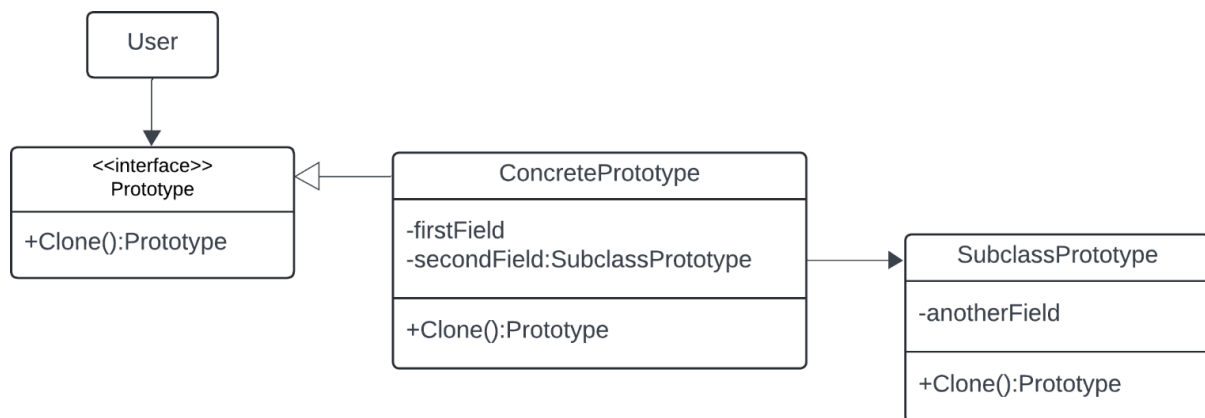 User
<<interface>>
Prototype
+Clone():Prototype
ConcretePrototype
-firstField
-secondField:SubclassPrototype
+Clone():Prototype
SubclassPrototype
-anotherField
+Clone():Prototype